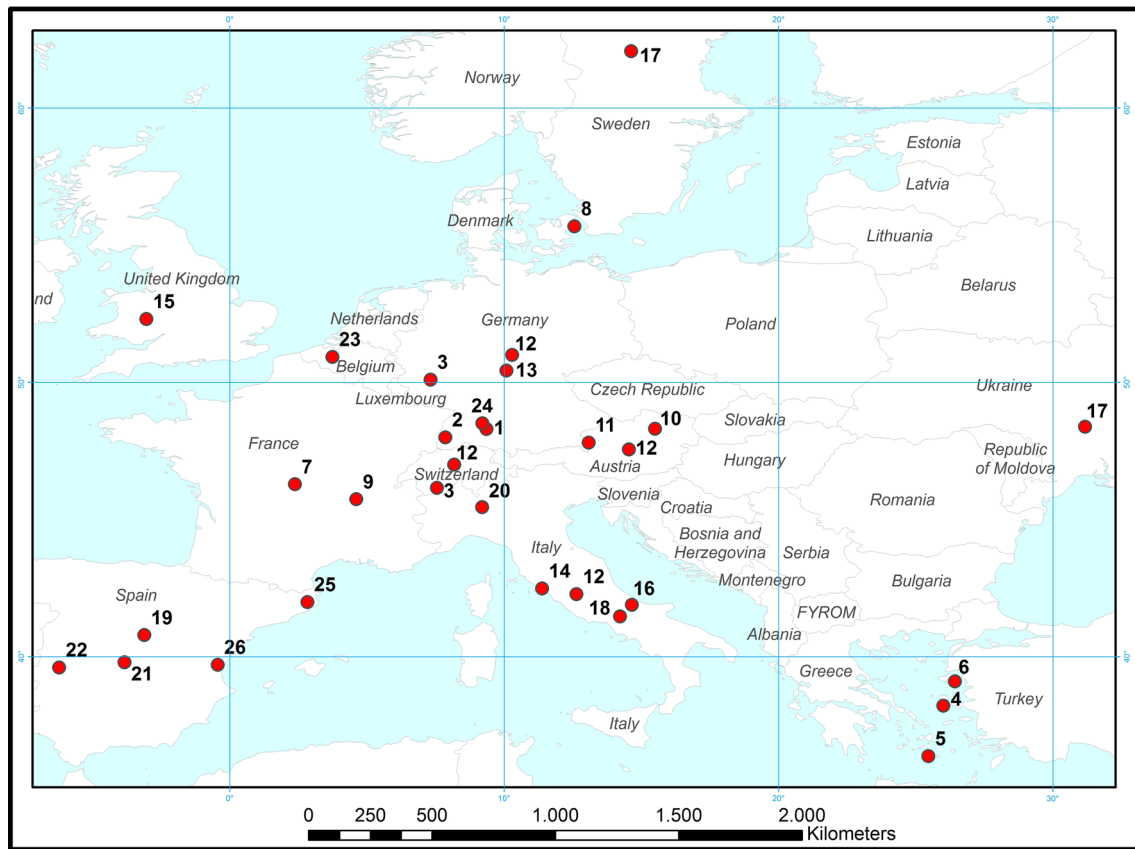 0°
10°
20°
30°
60°
60°
17
Norway
Sweden
Estonia
Latvia
8
Denmark
Lithuania
United Kingdom
nd
15
Belarus
Netherlands
Germany
Poland
23
12
Belgium
3
13
50°
50°
Czech Republic
Ukraine
Luxembourg
24
2
1
11
10
Slovakia
17
France
12
12
Republic
of Moldova
Hungary
Austria
Switzerland
7
9
3
20
Slovenia
Croatia
Romania
Bosnia and
Herzegovina
Italy
Serbia
14
12
16
Montenegro
Bulgaria
25
Spain
18
FYROM
19
Albania
22
21
26
40°
40°
Greece
6
4
Turkey
Italy
5
0°
10°
20°
30°
0 250 500 1.000 1.500 2.000
Kilometers